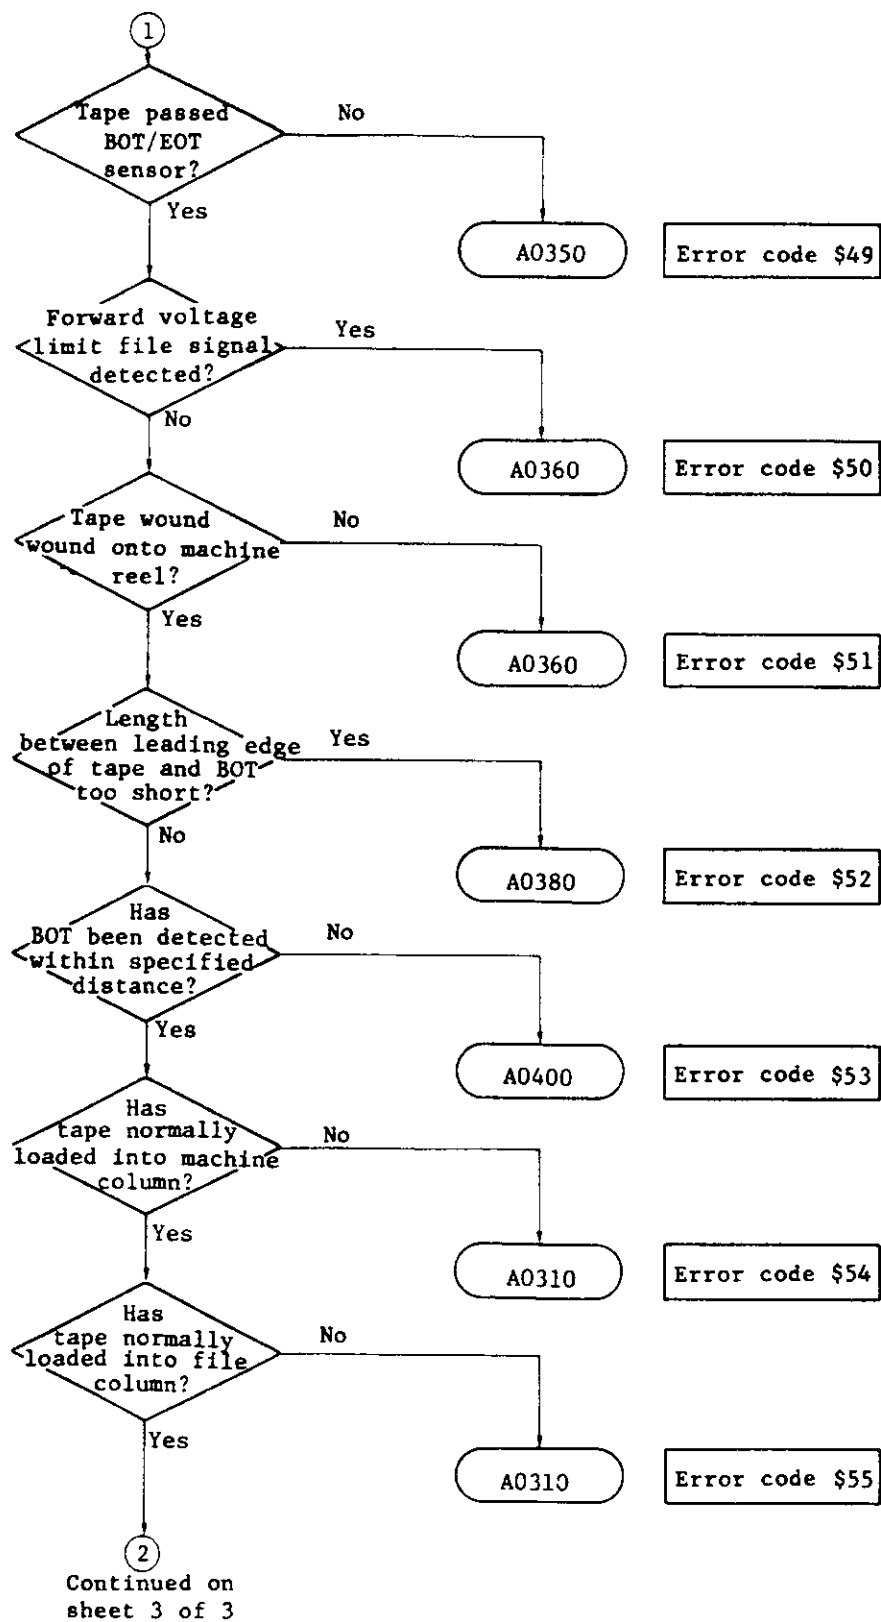 1
Tape passed
BOT/EOT
sensor?
No
Yes
A0350
Error code $49
Forward voltage
limit file signal
detected?
Yes
No
A0360
Error code $50
Tape wound
wound onto machine
reel?
No
Yes
A0360
Error code $51
Length
between leading edge
of tape and BOT
too short?
Yes
No
A0380
Error code $52
Has
BOT been detected
within specified
distance?
No
Yes
A0400
Error code $53
Has
tape normally
loaded into machine
column?
No
Yes
A0310
Error code $54
Has
tape normally
loaded into file
column?
No
Yes
A0310
Error code $55
2
Continued on
sheet 3 of 3